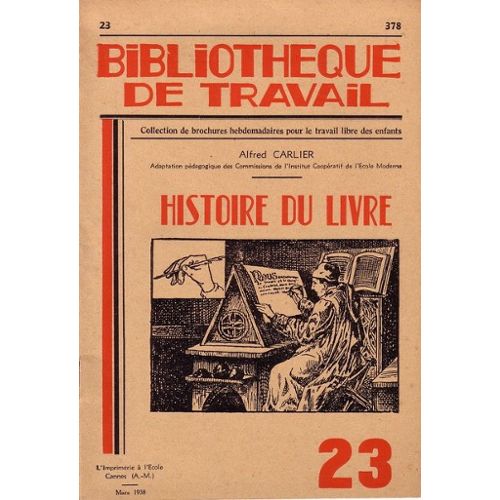 23 378
BIBLIOTHEQUE
DE TRAVAIL
Collection de brochures hebdomadaires pour le travail libre des enfants
Alfred CARLIER
Adaptation pédagogique des Commissions de l'Institut Coopératif de l'Ecole Moderne
HISTOIRE DU LIVRE
23
L'Imprimerie à l'Ecole
Cannes (A.-M.)
Mars 1938